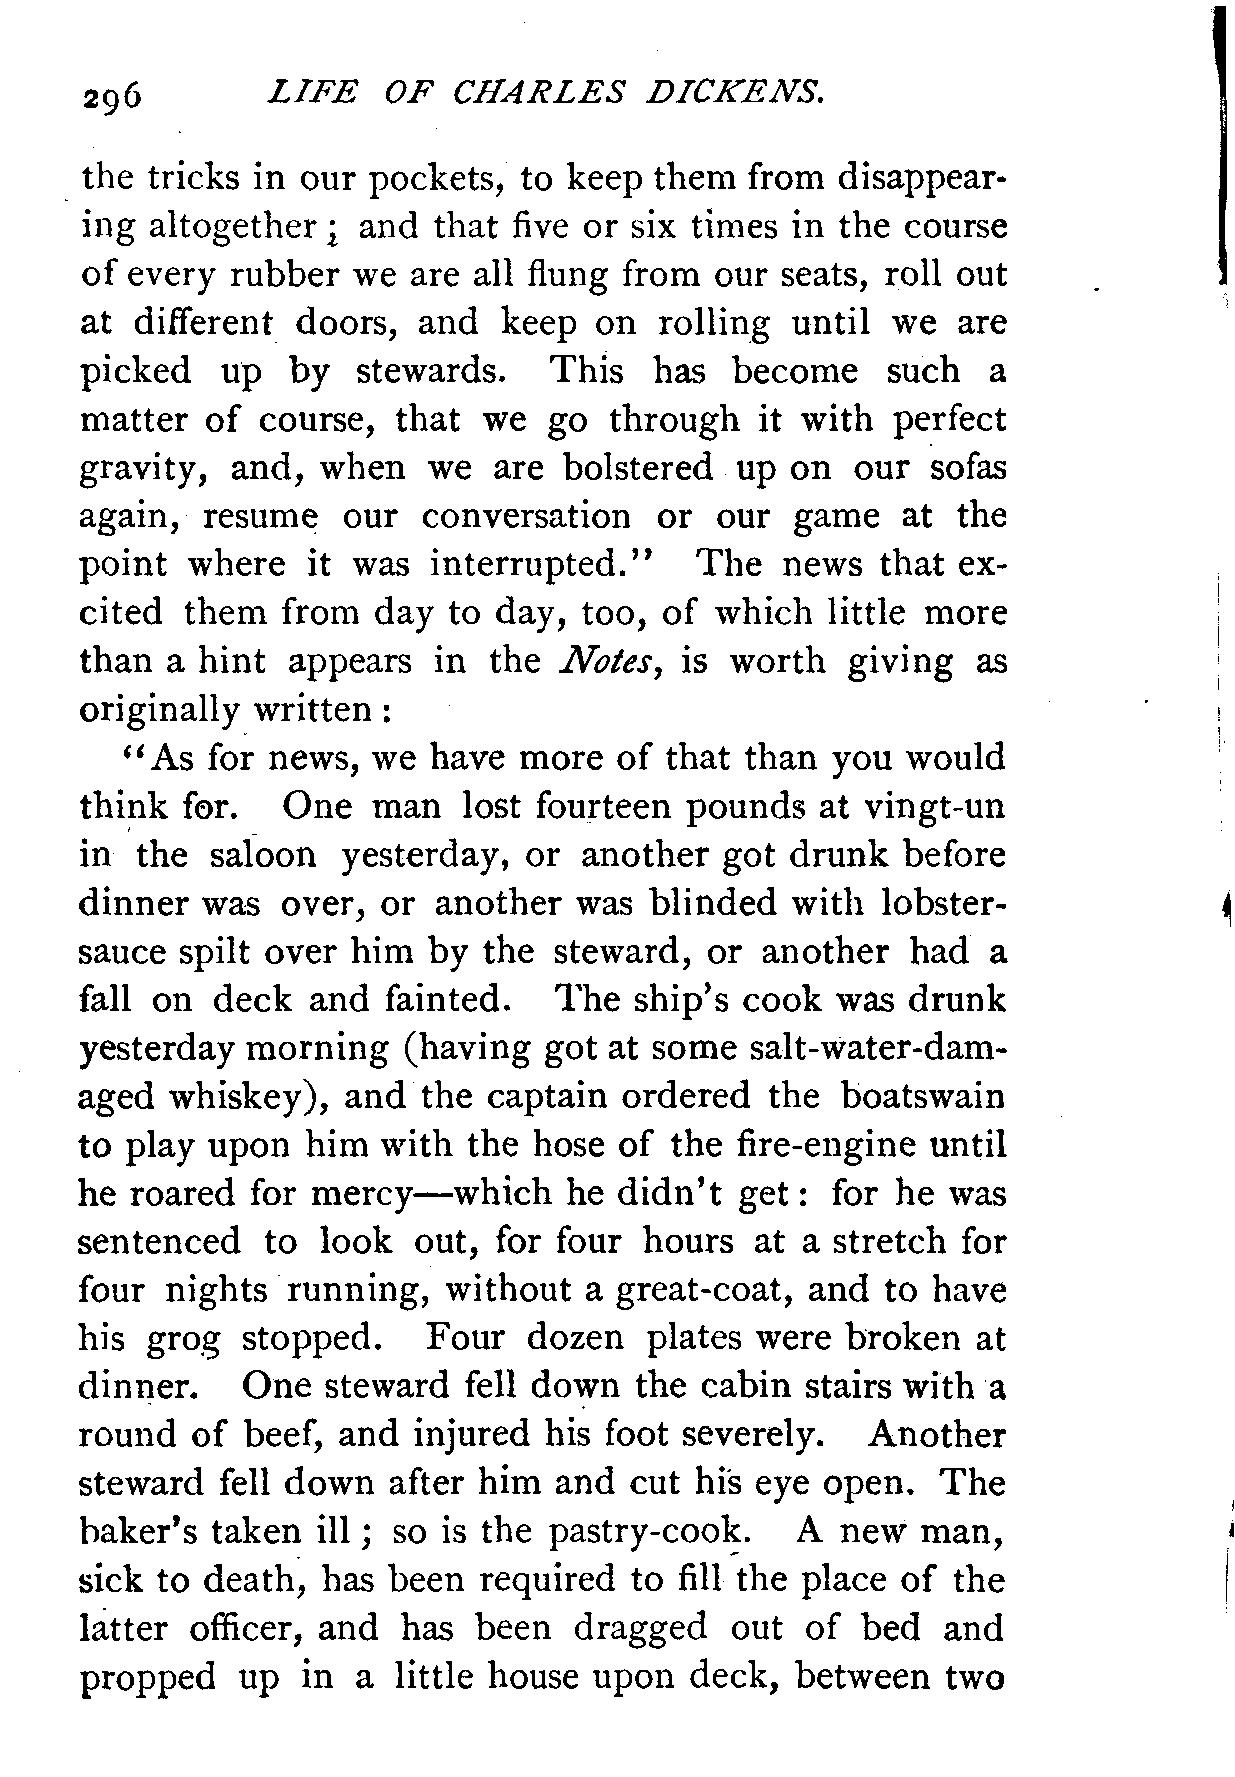 296 LIFE OF CHARLES DICKENS.
the tricks in our pockets, to keep them from disappear-
ing altogether ; and that five or six times in the course
of every rubber we are all flung from our seats, roll out
at different doors, and keep on rolling until we are
picked up by stewards. This has become such a
matter of course, that we go through it with perfect
gravity, and, when we are bolstered up on our sofas
again, resume our conversation or our game at the
point where it was interrupted." The news that ex-
cited them from day to day, too, of which little more
than a hint appears in the Notes, is worth giving as
originally written :
"As for news, we have more of that than you would
think for. One man lost fourteen pounds at vingt-un
in the saloon yesterday, or another got drunk before
dinner was over, or another was blinded with lobster-
sauce spilt over him by the steward, or another had a
fall on deck and fainted. The ship's cook was drunk
yesterday morning (having got at some salt-water-dam-
aged whiskey), and the captain ordered the boatswain
to play upon him with the hose of the fire-engine until
he roared for mercy—which he didn't get : for he was
sentenced to look out, for four hours at a stretch for
four nights running, without a great-coat, and to have
his grog stopped. Four dozen plates were broken at
dinner. One steward fell down the cabin stairs with a
round of beef, and injured his foot severely. Another
steward fell down after him and cut his eye open. The
baker's taken ill ; so is the pastry-cook. A new man,
sick to death, has been required to fill the place of the
latter officer, and has been dragged out of bed and
propped up in a little house upon deck, between two